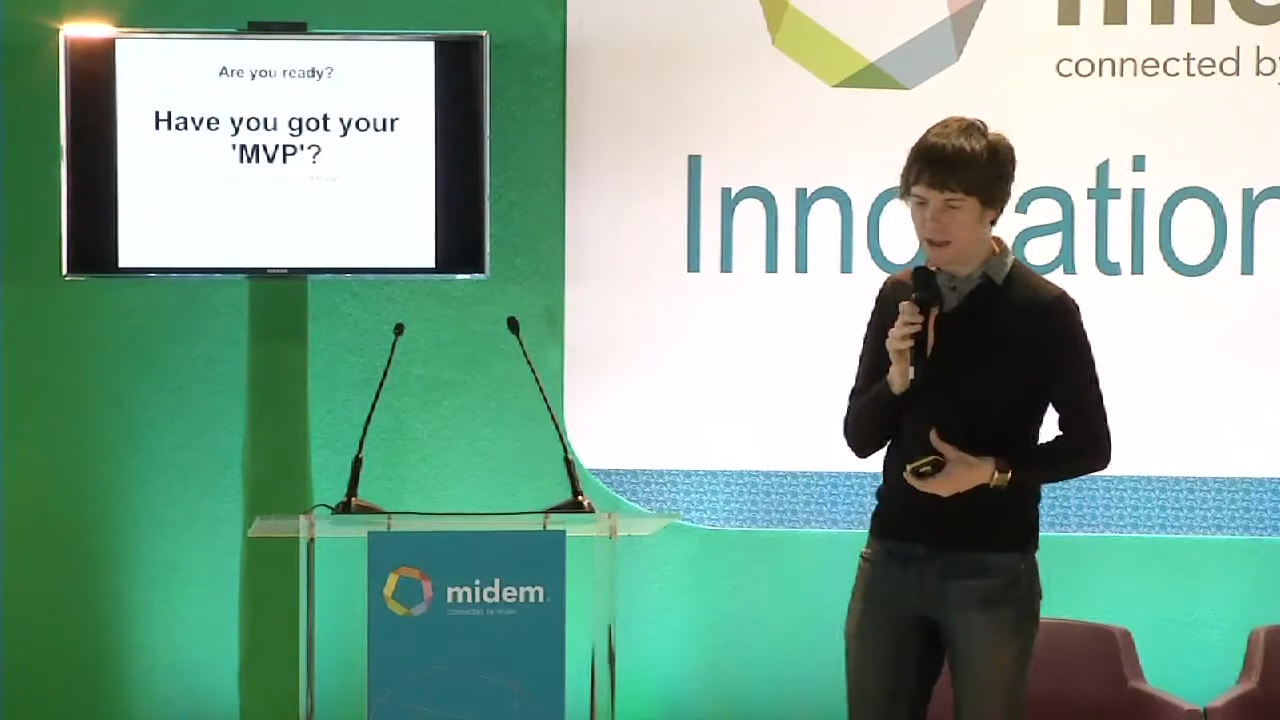 Are you ready?
Have you got your
'MVP'?
connected by
Innovation
midem.
connected by music